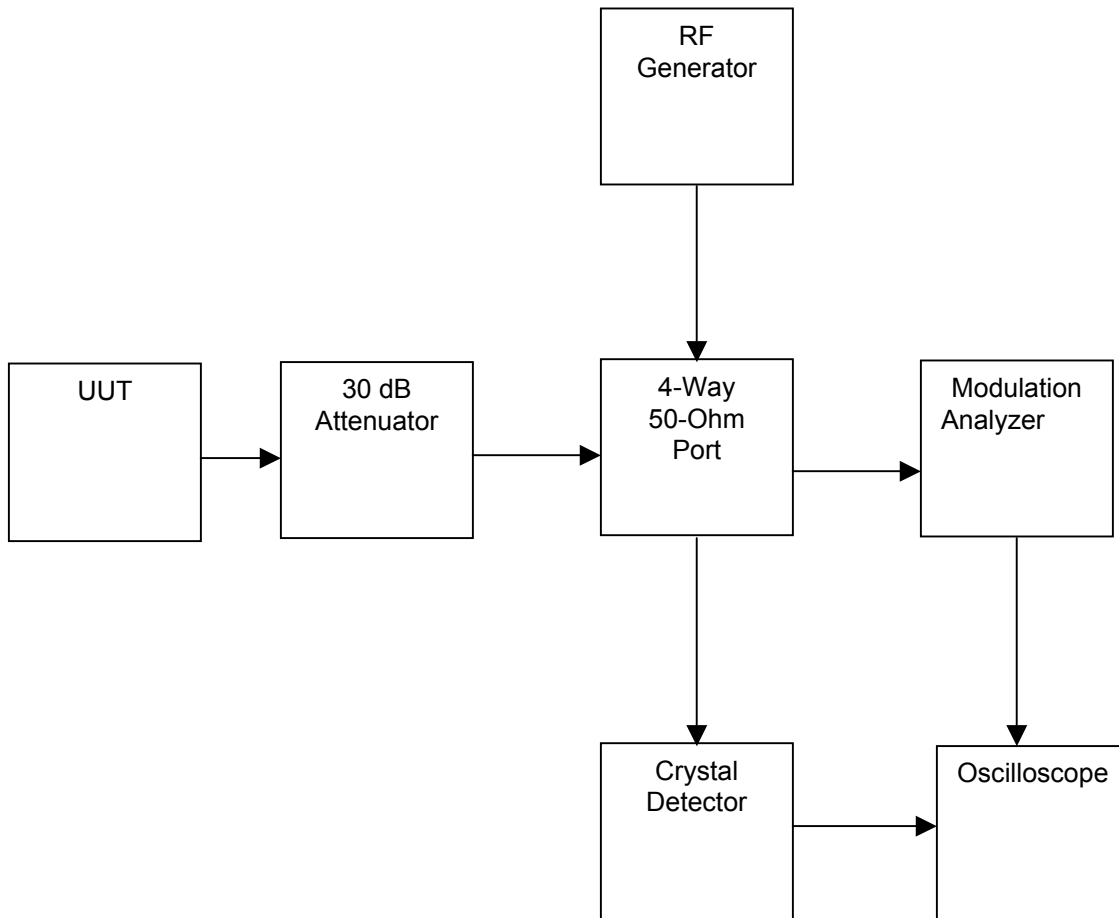 RF
Generator
UUT
30 dB
Attenuator
4-Way
50-Ohm
Port
Modulation
Analyzer
Crystal
Detector
Oscilloscope